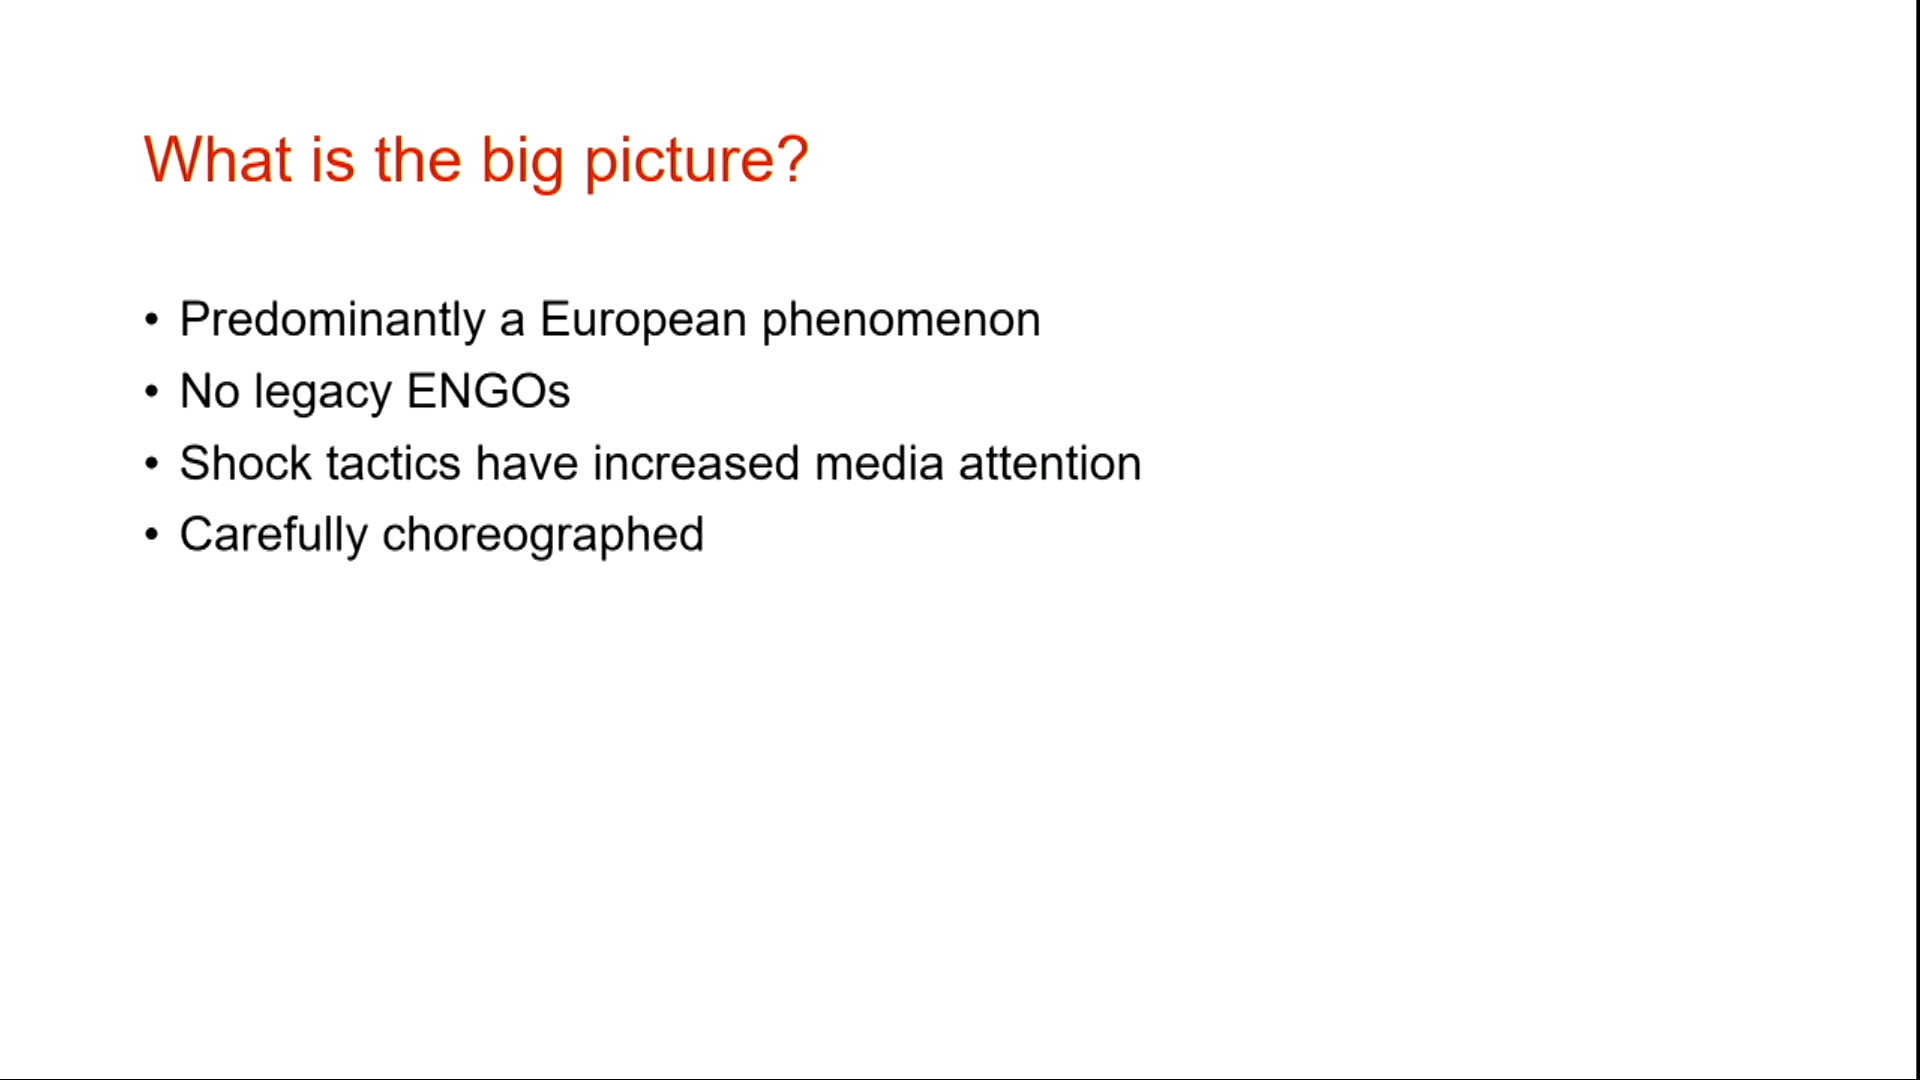 What is the big picture?
• Predominantly a European phenomenon
• No legacy ENGOs
• Shock tactics have increased media attention
• Carefully choreographed